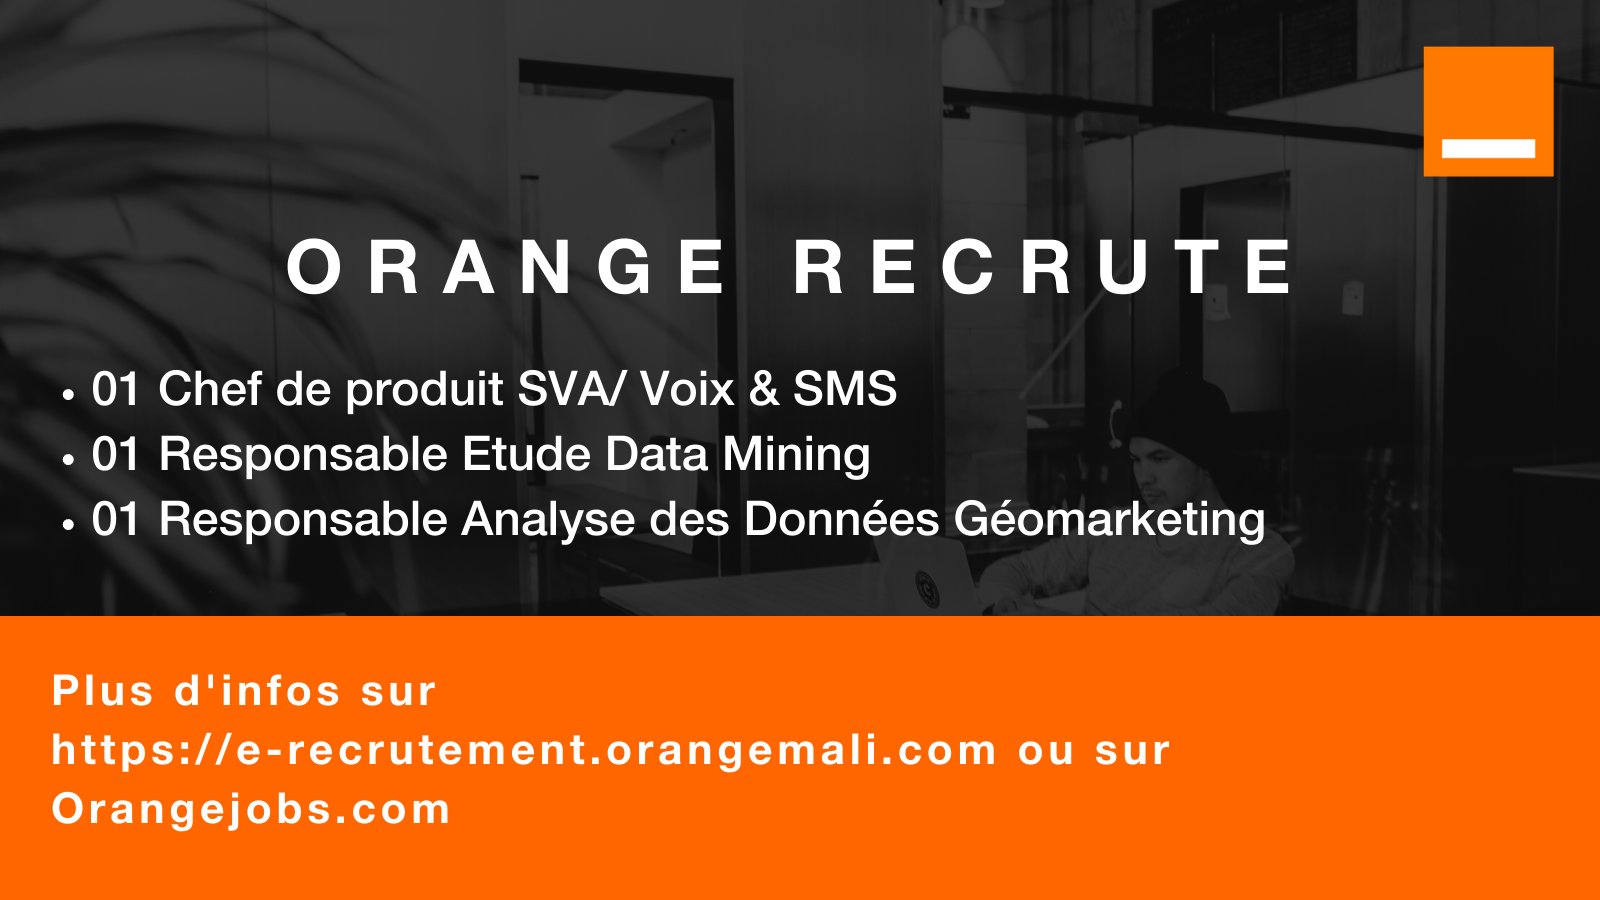 ORANGE RECRUTE
• 01 Chef de produit SVA/ Voix & SMS
• 01 Responsable Etude Data Mining
• 01 Responsable Analyse des Données Géomarketing
Plus d'infos sur
https://e-recrutement.orangemali.com ou sur
Orangejobs.com